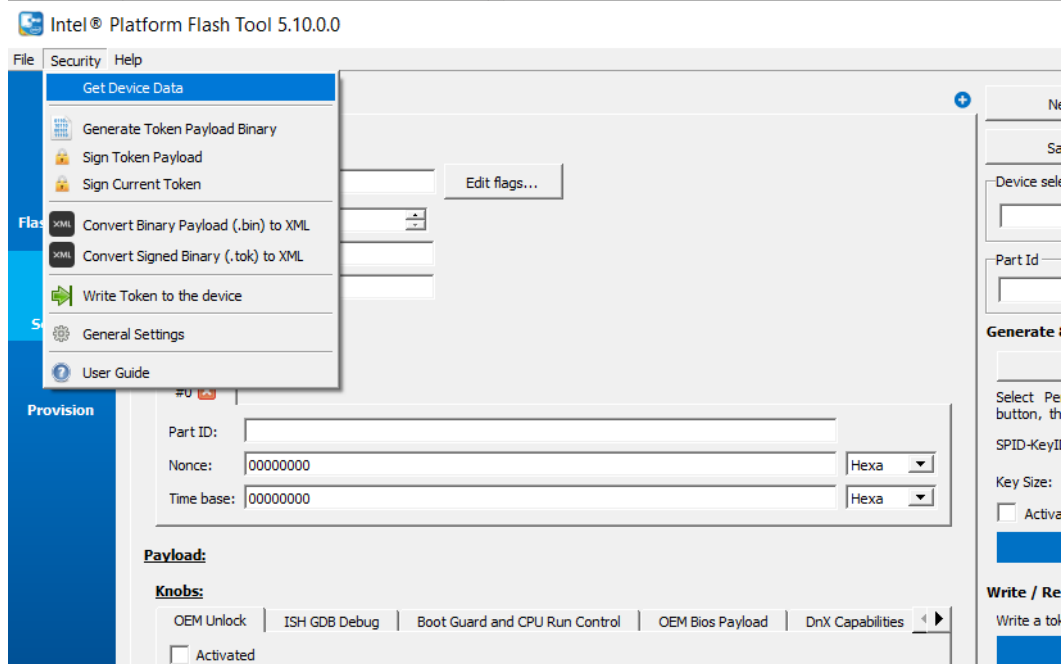 Intel® Platform Flash Tool 5.10.0.0
File Security Help
Get Device Data
Generate Token Payload Binary
Sign Token Payload
Sign Current Token
XML Convert Binary Payload (.bin) to XML
XML Convert Signed Binary (.tok) to XML
Write Token to the device
General Settings
User Guide
Flas
S
Provision
Edit flags...
#0
Part ID:
Nonce: 00000000 Hexa
Time base: 00000000 Hexa
Payload:
Knobs:
OEM Unlock ISH GDB Debug Boot Guard and CPU Run Control OEM Bios Payload DnX Capabilities
Activated
Ne
Sa
Device sele
Part Id
Generate
Select Pe
button, th
SPID-KeyI
Key Size:
Activa
Write / Re
Write a tok